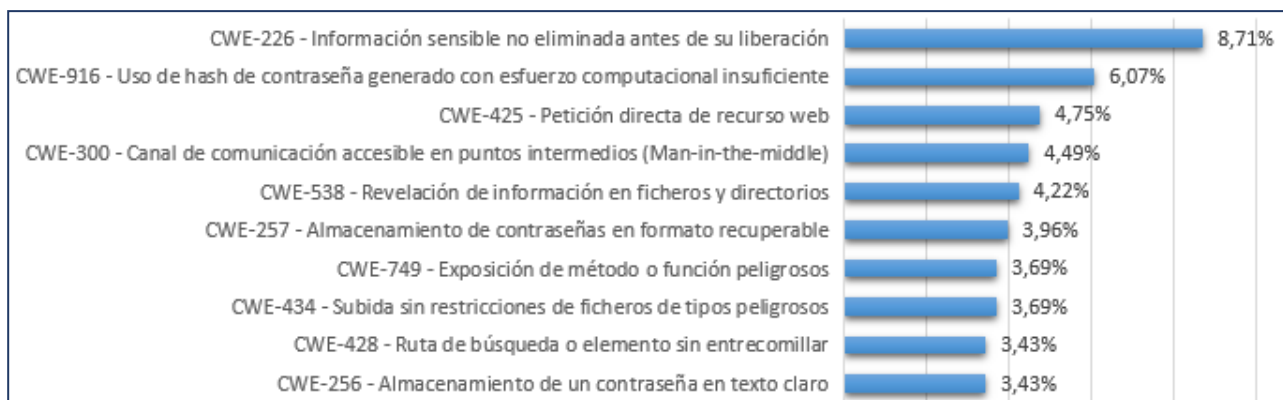 CWE-226 - Información sensible no eliminada antes de su liberación 8,71%
CWE-916 - Uso de hash de contraseña generado con esfuerzo computacional insuficiente 6,07%
CWE-425 - Petición directa de recurso web 4,75%
CWE-300 - Canal de comunicación accesible en puntos intermedios (Man-in-the-middle) 4,49%
CWE-538 - Revelación de información en ficheros y directorios 4,22%
CWE-257 - Almacenamiento de contraseñas en formato recuperable 3,96%
CWE-749 - Exposición de método o función peligrosos 3,69%
CWE-434 - Subida sin restricciones de ficheros de tipos peligrosos 3,69%
CWE-428 - Ruta de búsqueda o elemento sin entrecomillar 3,43%
CWE-256 - Almacenamiento de un contraseña en texto claro 3,43%